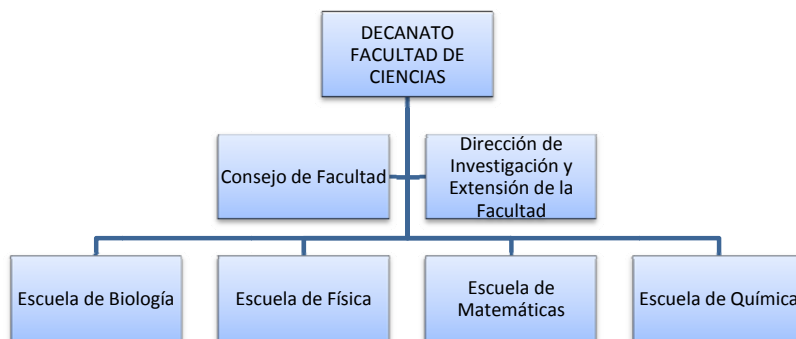 DECANATO
FACULTAD DE
CIENCIAS
Consejo de Facultad
Dirección de
Investigación y
Extensión de la
Facultad
Escuela de Biología
Escuela de Física
Escuela de
Matemáticas
Escuela de Química